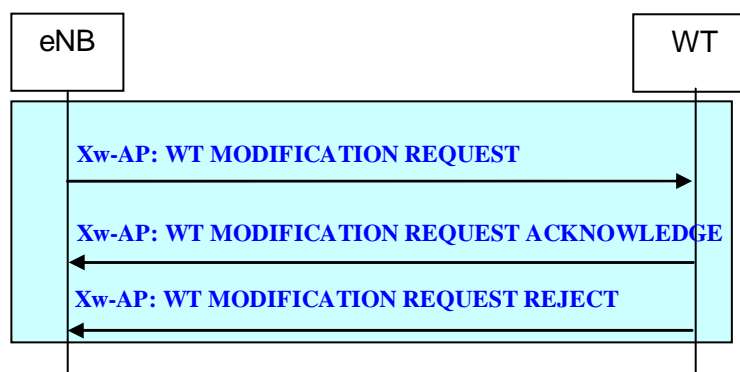 eNB
WT
Xw-AP: WT MODIFICATION REQUEST
Xw-AP: WT MODIFICATION REQUEST ACKNOWLEDGE
Xw-AP: WT MODIFICATION REQUEST REJECT